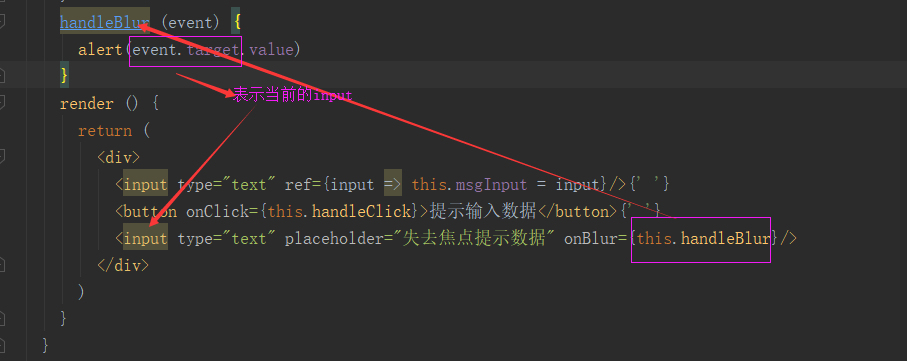 handleBlur (event) {
alert(event.target.value)
}
表示当前的input
render () {
return (
<div>
<input type="text" ref={input => this.msgInput = input}/>{' '}
<button onClick={this.handleClick}>提示输入数据</button>{' '}
<input type="text" placeholder="失去焦点提示数据" onBlur={this.handleBlur}/>
</div>
)
}
}